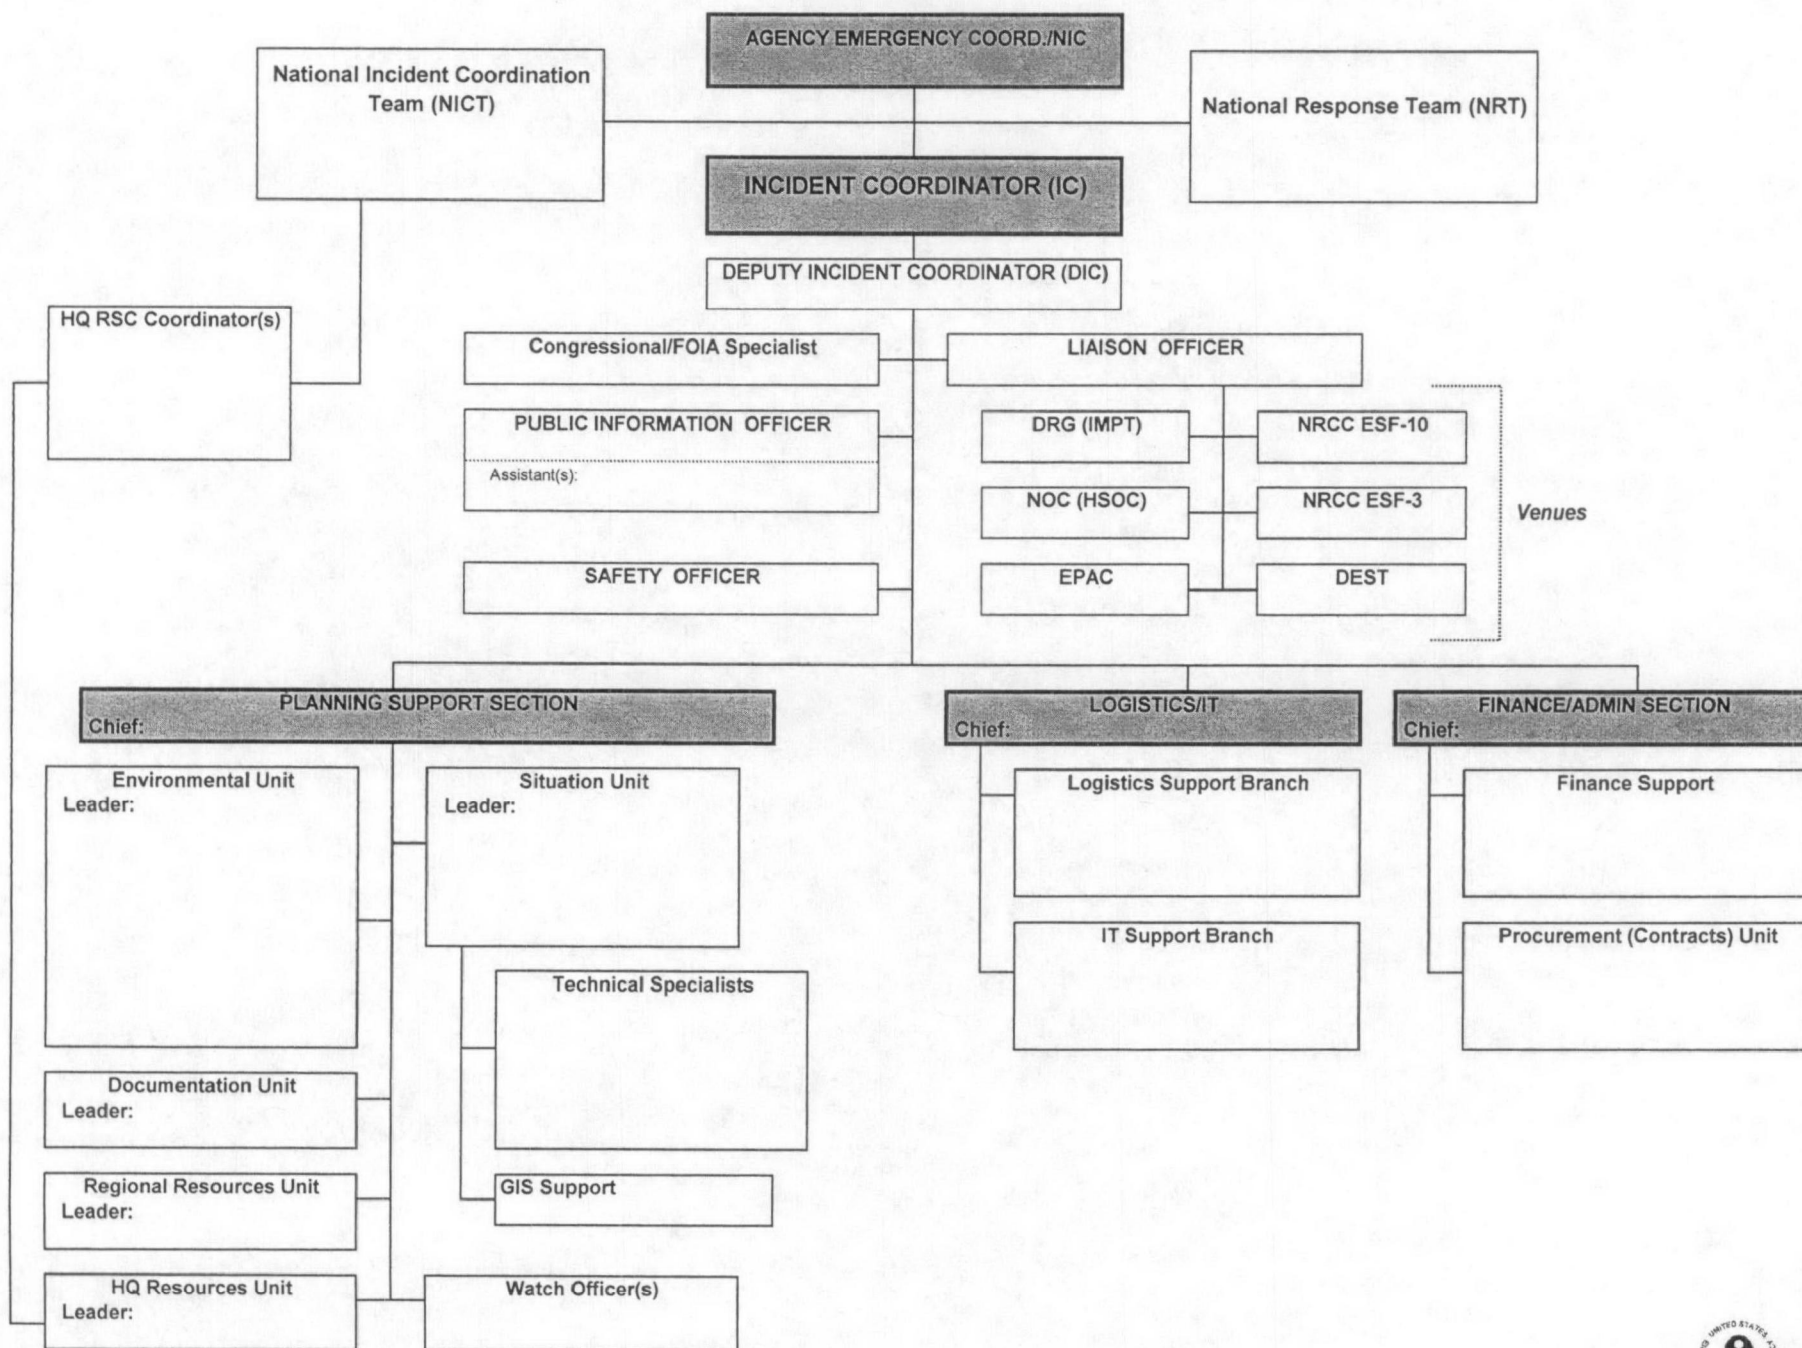 AGENCY EMERGENCY COORD./NIC
National Incident Coordination
Team (NICT)
National Response Team (NRT)
INCIDENT COORDINATOR (IC)
DEPUTY INCIDENT COORDINATOR (DIC)
HQ RSC Coordinator(s)
Congressional/FOIA Specialist
LIAISON OFFICER
PUBLIC INFORMATION OFFICER
Assistant(s):
DRG (IMPT)
NRCC ESF-10
NOC (HSOC)
NRCC ESF-3
Venues
SAFETY OFFICER
EPAC
DEST
PLANNING SUPPORT SECTION
Chief:
LOGISTICS/IT
Chief:
FINANCE/ADMIN SECTION
Chief:
Environmental Unit
Leader:
Situation Unit
Leader:
Logistics Support Branch
Finance Support
IT Support Branch
Procurement (Contracts) Unit
Technical Specialists
Documentation Unit
Leader:
Regional Resources Unit
Leader:
GIS Support
HQ Resources Unit
Leader:
Watch Officer(s)
UNITED STATES